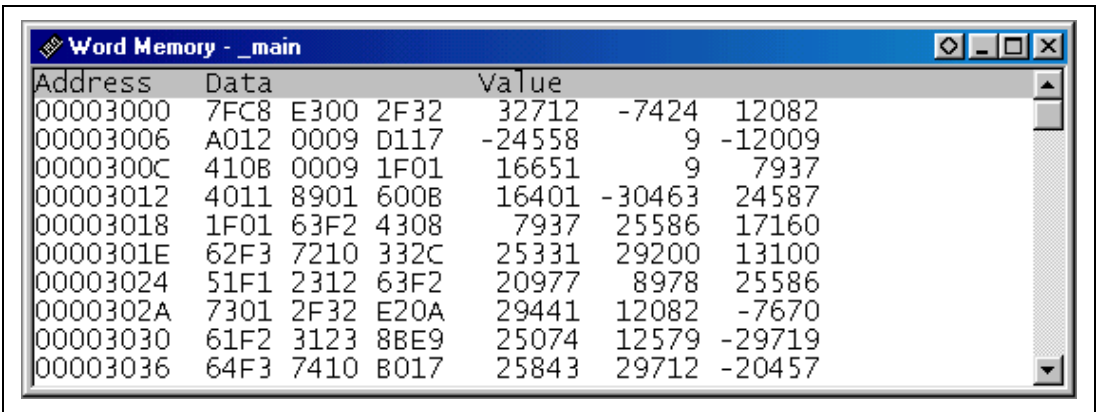 Word Memory - _main
Address Data Value
00003000 7FC8 E300 2F32 32712 -7424 12082
00003006 A012 0009 D117 -24558 9 -12009
0000300C 410B 0009 1F01 16651 9 7937
00003012 4011 8901 600B 16401 -30463 24587
00003018 1F01 63F2 4308 7937 25586 17160
0000301E 62F3 7210 332C 25331 29200 13100
00003024 51F1 2312 63F2 20977 8978 25586
0000302A 7301 2F32 E20A 29441 12082 -7670
00003030 61F2 3123 8BE9 25074 12579 -29719
00003036 64F3 7410 B017 25843 29712 -20457